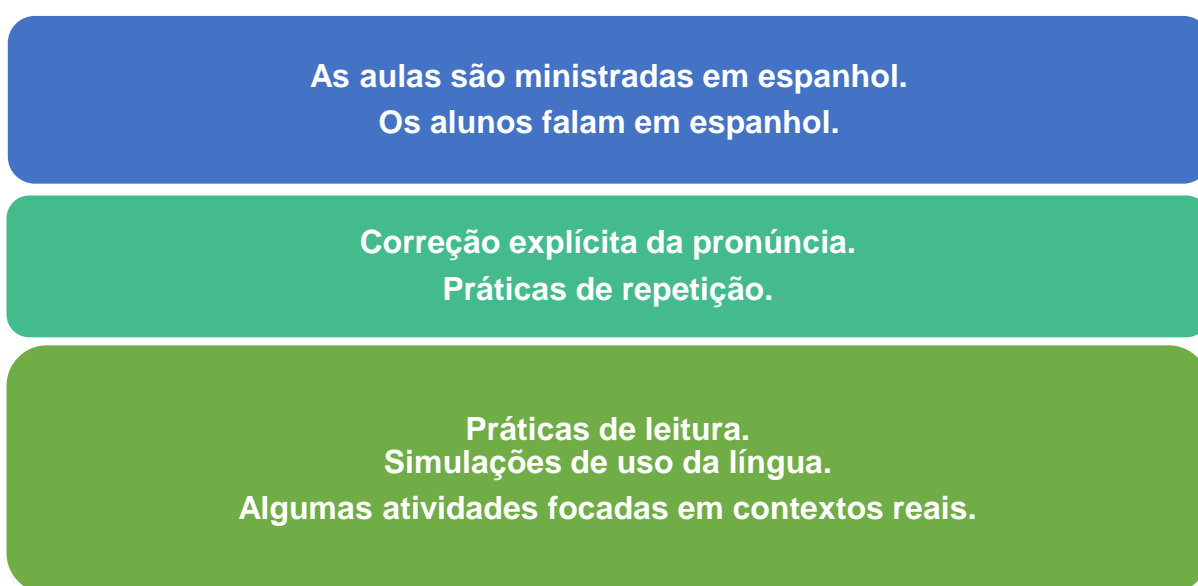 As aulas são ministradas em espanhol.
Os alunos falam em espanhol.
Correção explícita da pronúncia.
Práticas de repetição.
Práticas de leitura.
Simulações de uso da língua.
Algumas atividades focadas em contextos reais.